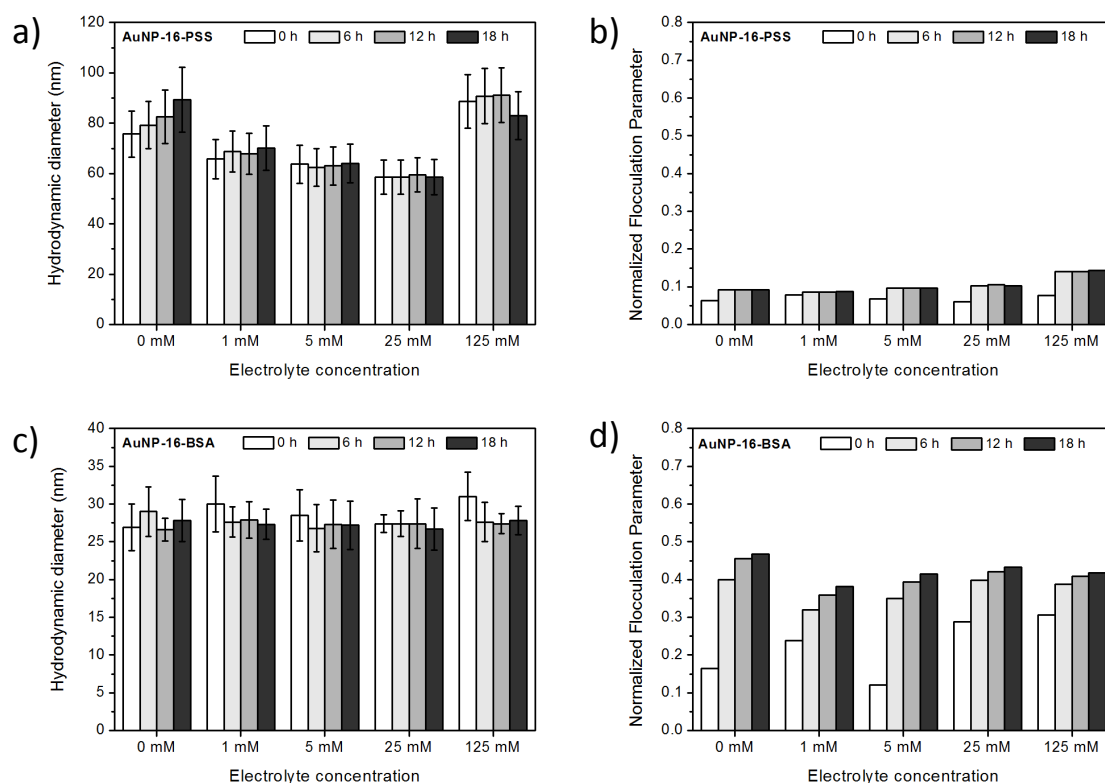 a)
AuNP-16-PSS 0 h 6 h 12 h 18 h
Hydrodynamic diameter (nm)
120
100
80
60
40
20
0
0 mM 1 mM 5 mM 25 mM 125 mM
Electrolyte concentration
b)
AuNP-16-PSS 0 h 6 h 12 h 18 h
Normalized Flocculation Parameter
0.8
0.7
0.6
0.5
0.4
0.3
0.2
0.1
0.0
0 mM 1 mM 5 mM 25 mM 125 mM
Electrolyte concentration
c)
AuNP-16-BSA 0 h 6 h 12 h 18 h
Hydrodynamic diameter (nm)
40
35
30
25
20
15
10
5
0
0 mM 1 mM 5 mM 25 mM 125 mM
Electrolyte concentration
d)
AuNP-16-BSA 0 h 6 h 12 h 18 h
Normalized Flocculation Parameter
0.8
0.7
0.6
0.5
0.4
0.3
0.2
0.1
0.0
0 mM 1 mM 5 mM 25 mM 125 mM
Electrolyte concentration